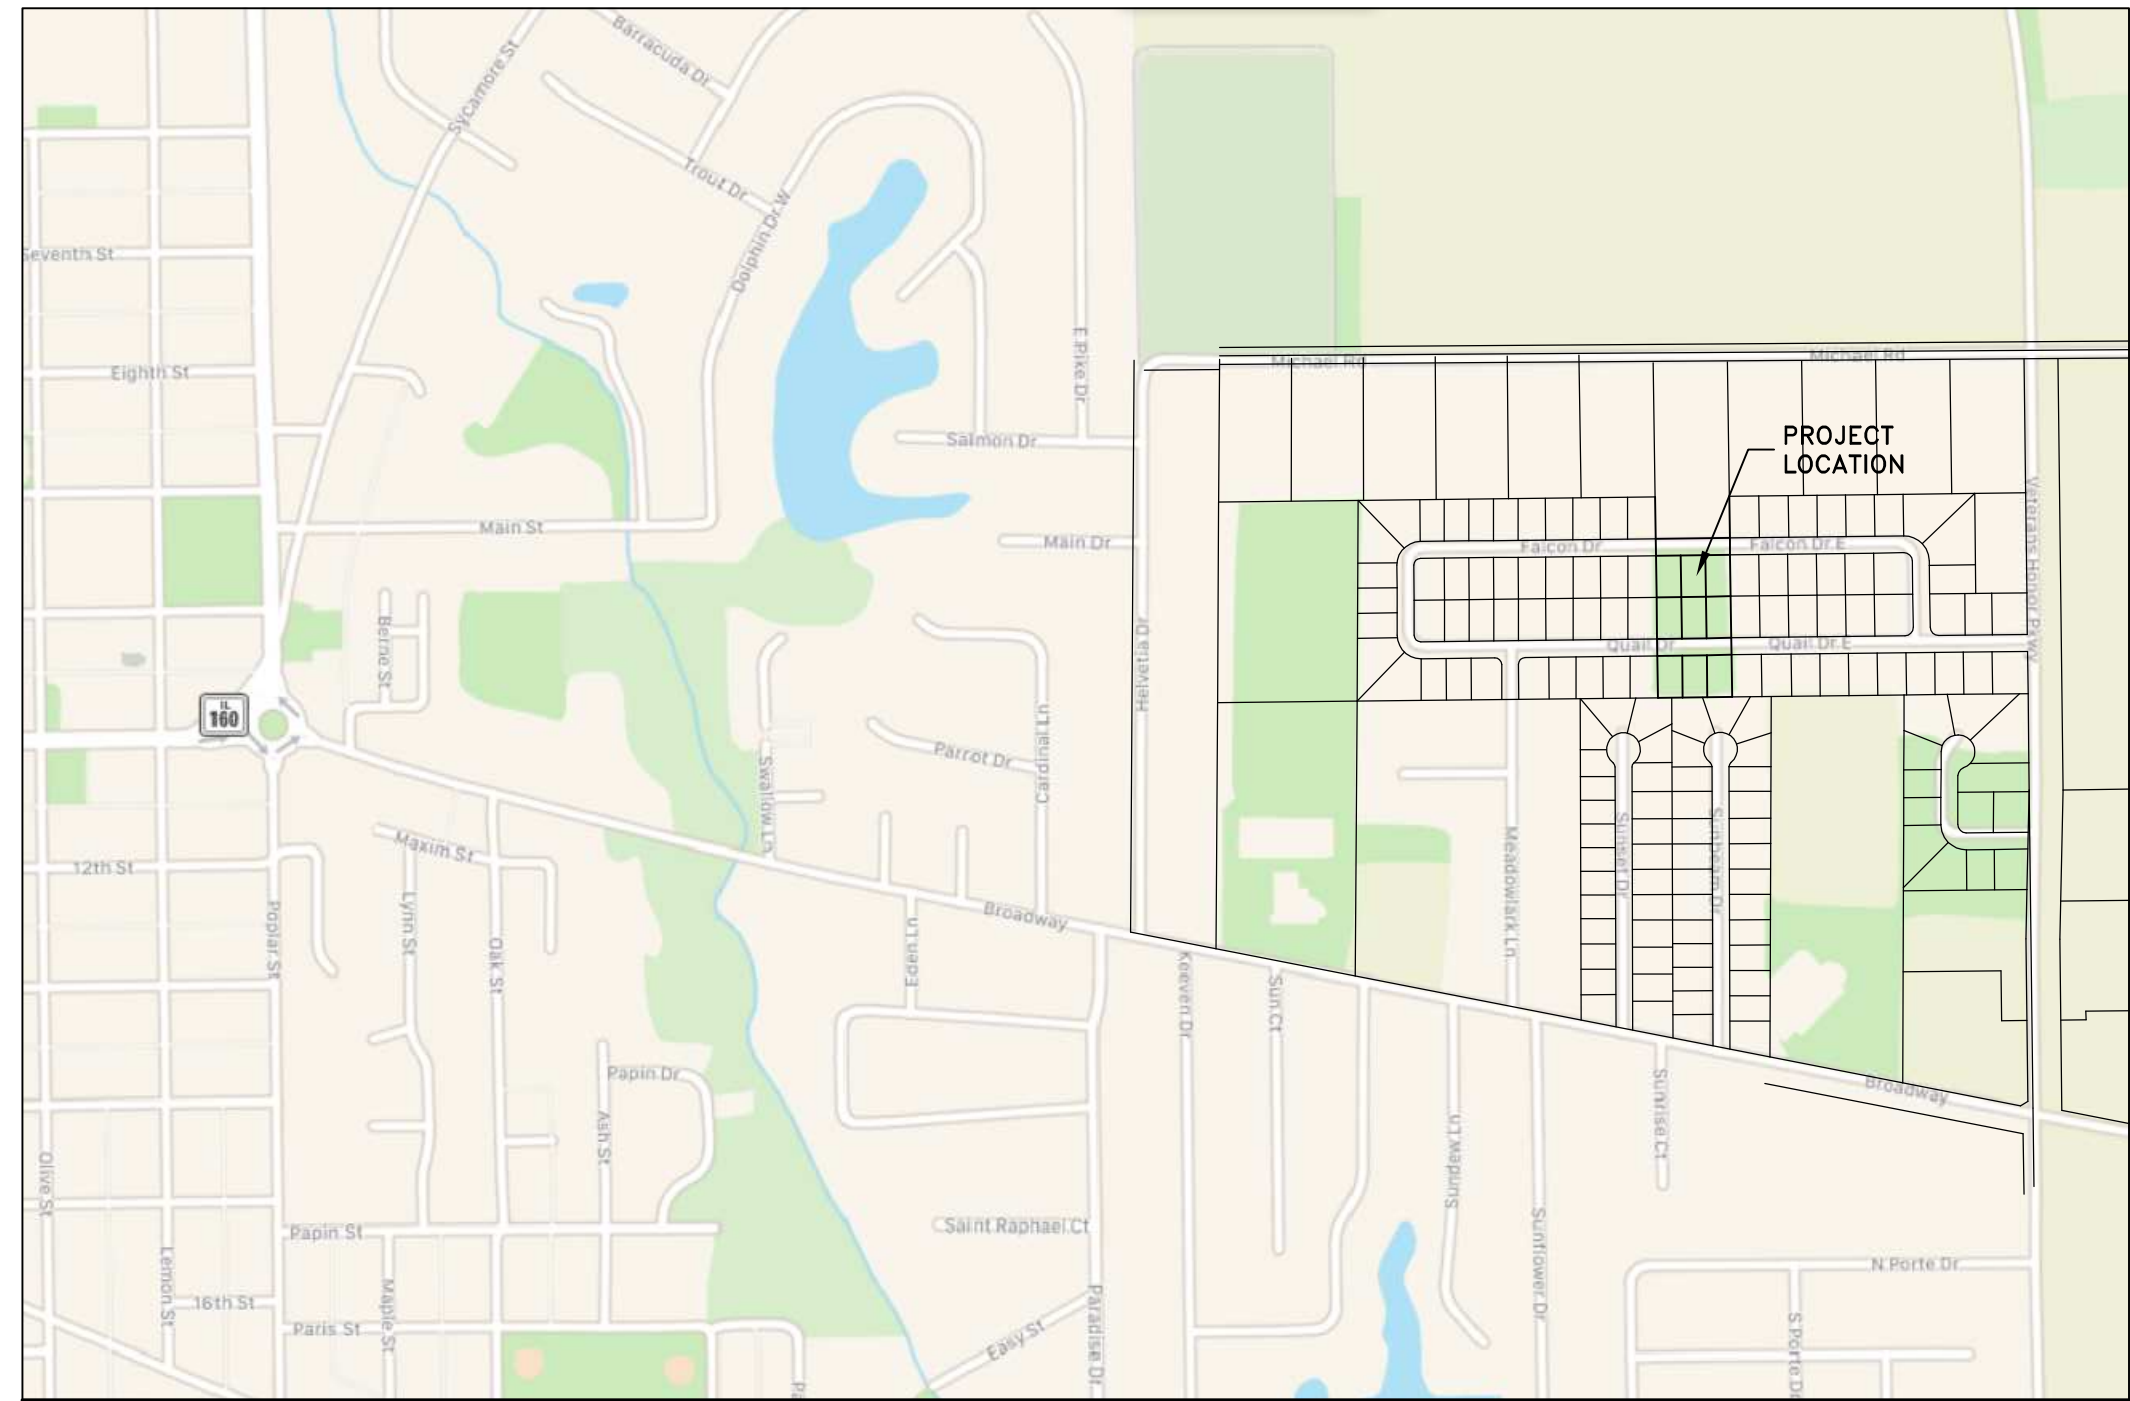 Barracuda Dr
Sycamore St
Trout Dr
Dolphin Dr W
Seventh St
E Pike Dr
Michael Rd
Michael Rd
Eighth St
PROJECT
LOCATION
Salmon Dr
Main St
Main Dr
Falcon Dr
Falcon Dr E
Veterans Honor Pkwy
Berne St
Helvetia Dr
Quail Dr
Quail Dr E
IL
160
Cardinal Ln
Parrot Dr
Swallow Ln
Maxim St
12th St
Meadowlark Ln
Sunset Dr
Sunbeam Dr
Poplar St
Lynn St
Oak St
Broadway
Eden Ln
Keeven Dr
Sun Ct
Papin Dr
Broadway
Sunrise Ct
Ash St
Olive St
Sundew Ln
Saint Raphael Ct
Papin St
Sunflower Dr
N Porte Dr
Lemon St
16th St
Maple St
Paris St
Easy St
Paradise Dr
S Porte Dr
Pa